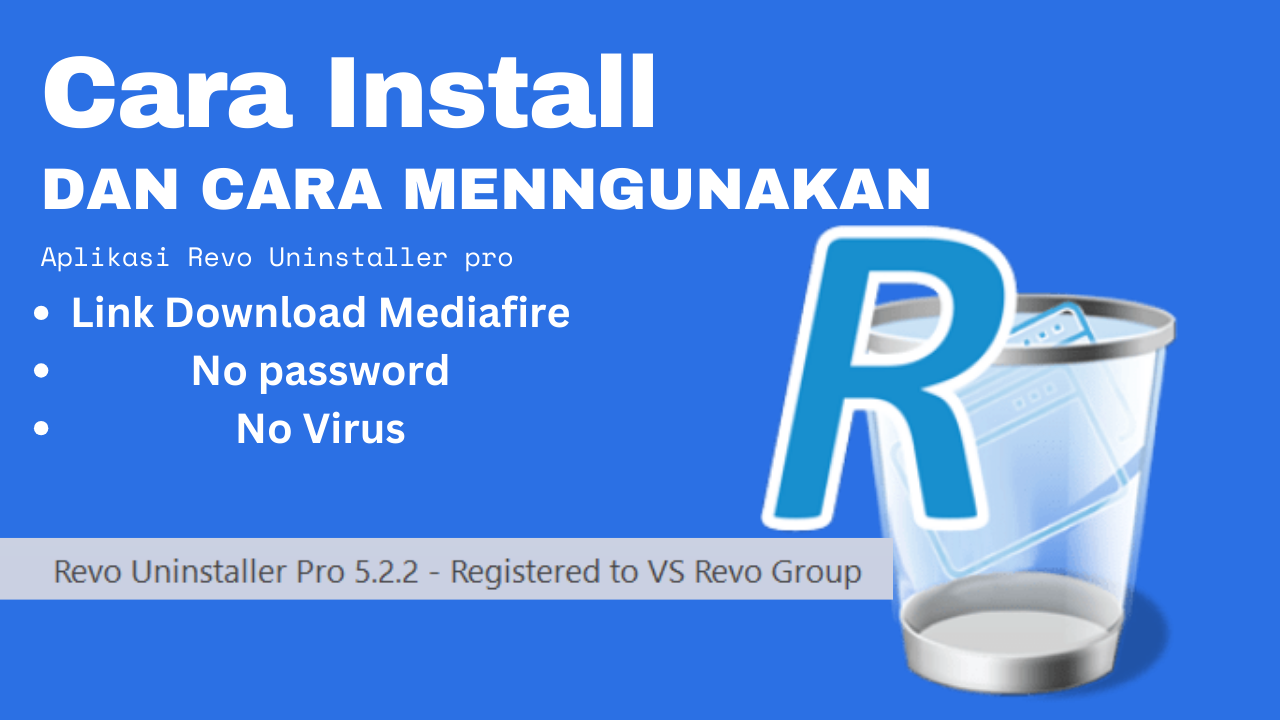 Cara Install
DAN CARA MENNGUNAKAN
Aplikasi Revo Uninstaller pro
• Link Download Mediafire
• No password
• No Virus
R
Revo Uninstaller Pro 5.2.2 - Registered to VS Revo Group